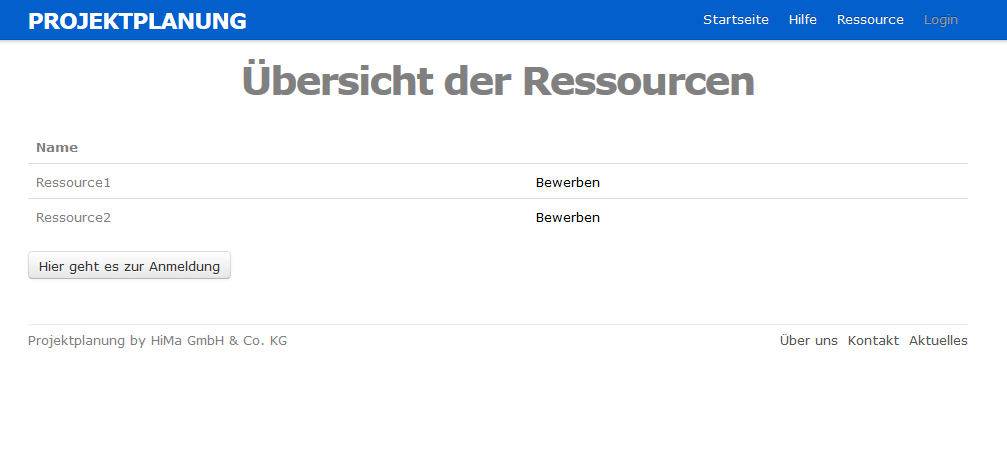 PROJEKTPLANUNG Startseite Hilfe Ressource Login
Übersicht der Ressourcen
Name
Ressource1 Bewerben
Ressource2 Bewerben
Hier geht es zur Anmeldung
Projektplanung by HiMa GmbH & Co. KG Über uns Kontakt Aktuelles